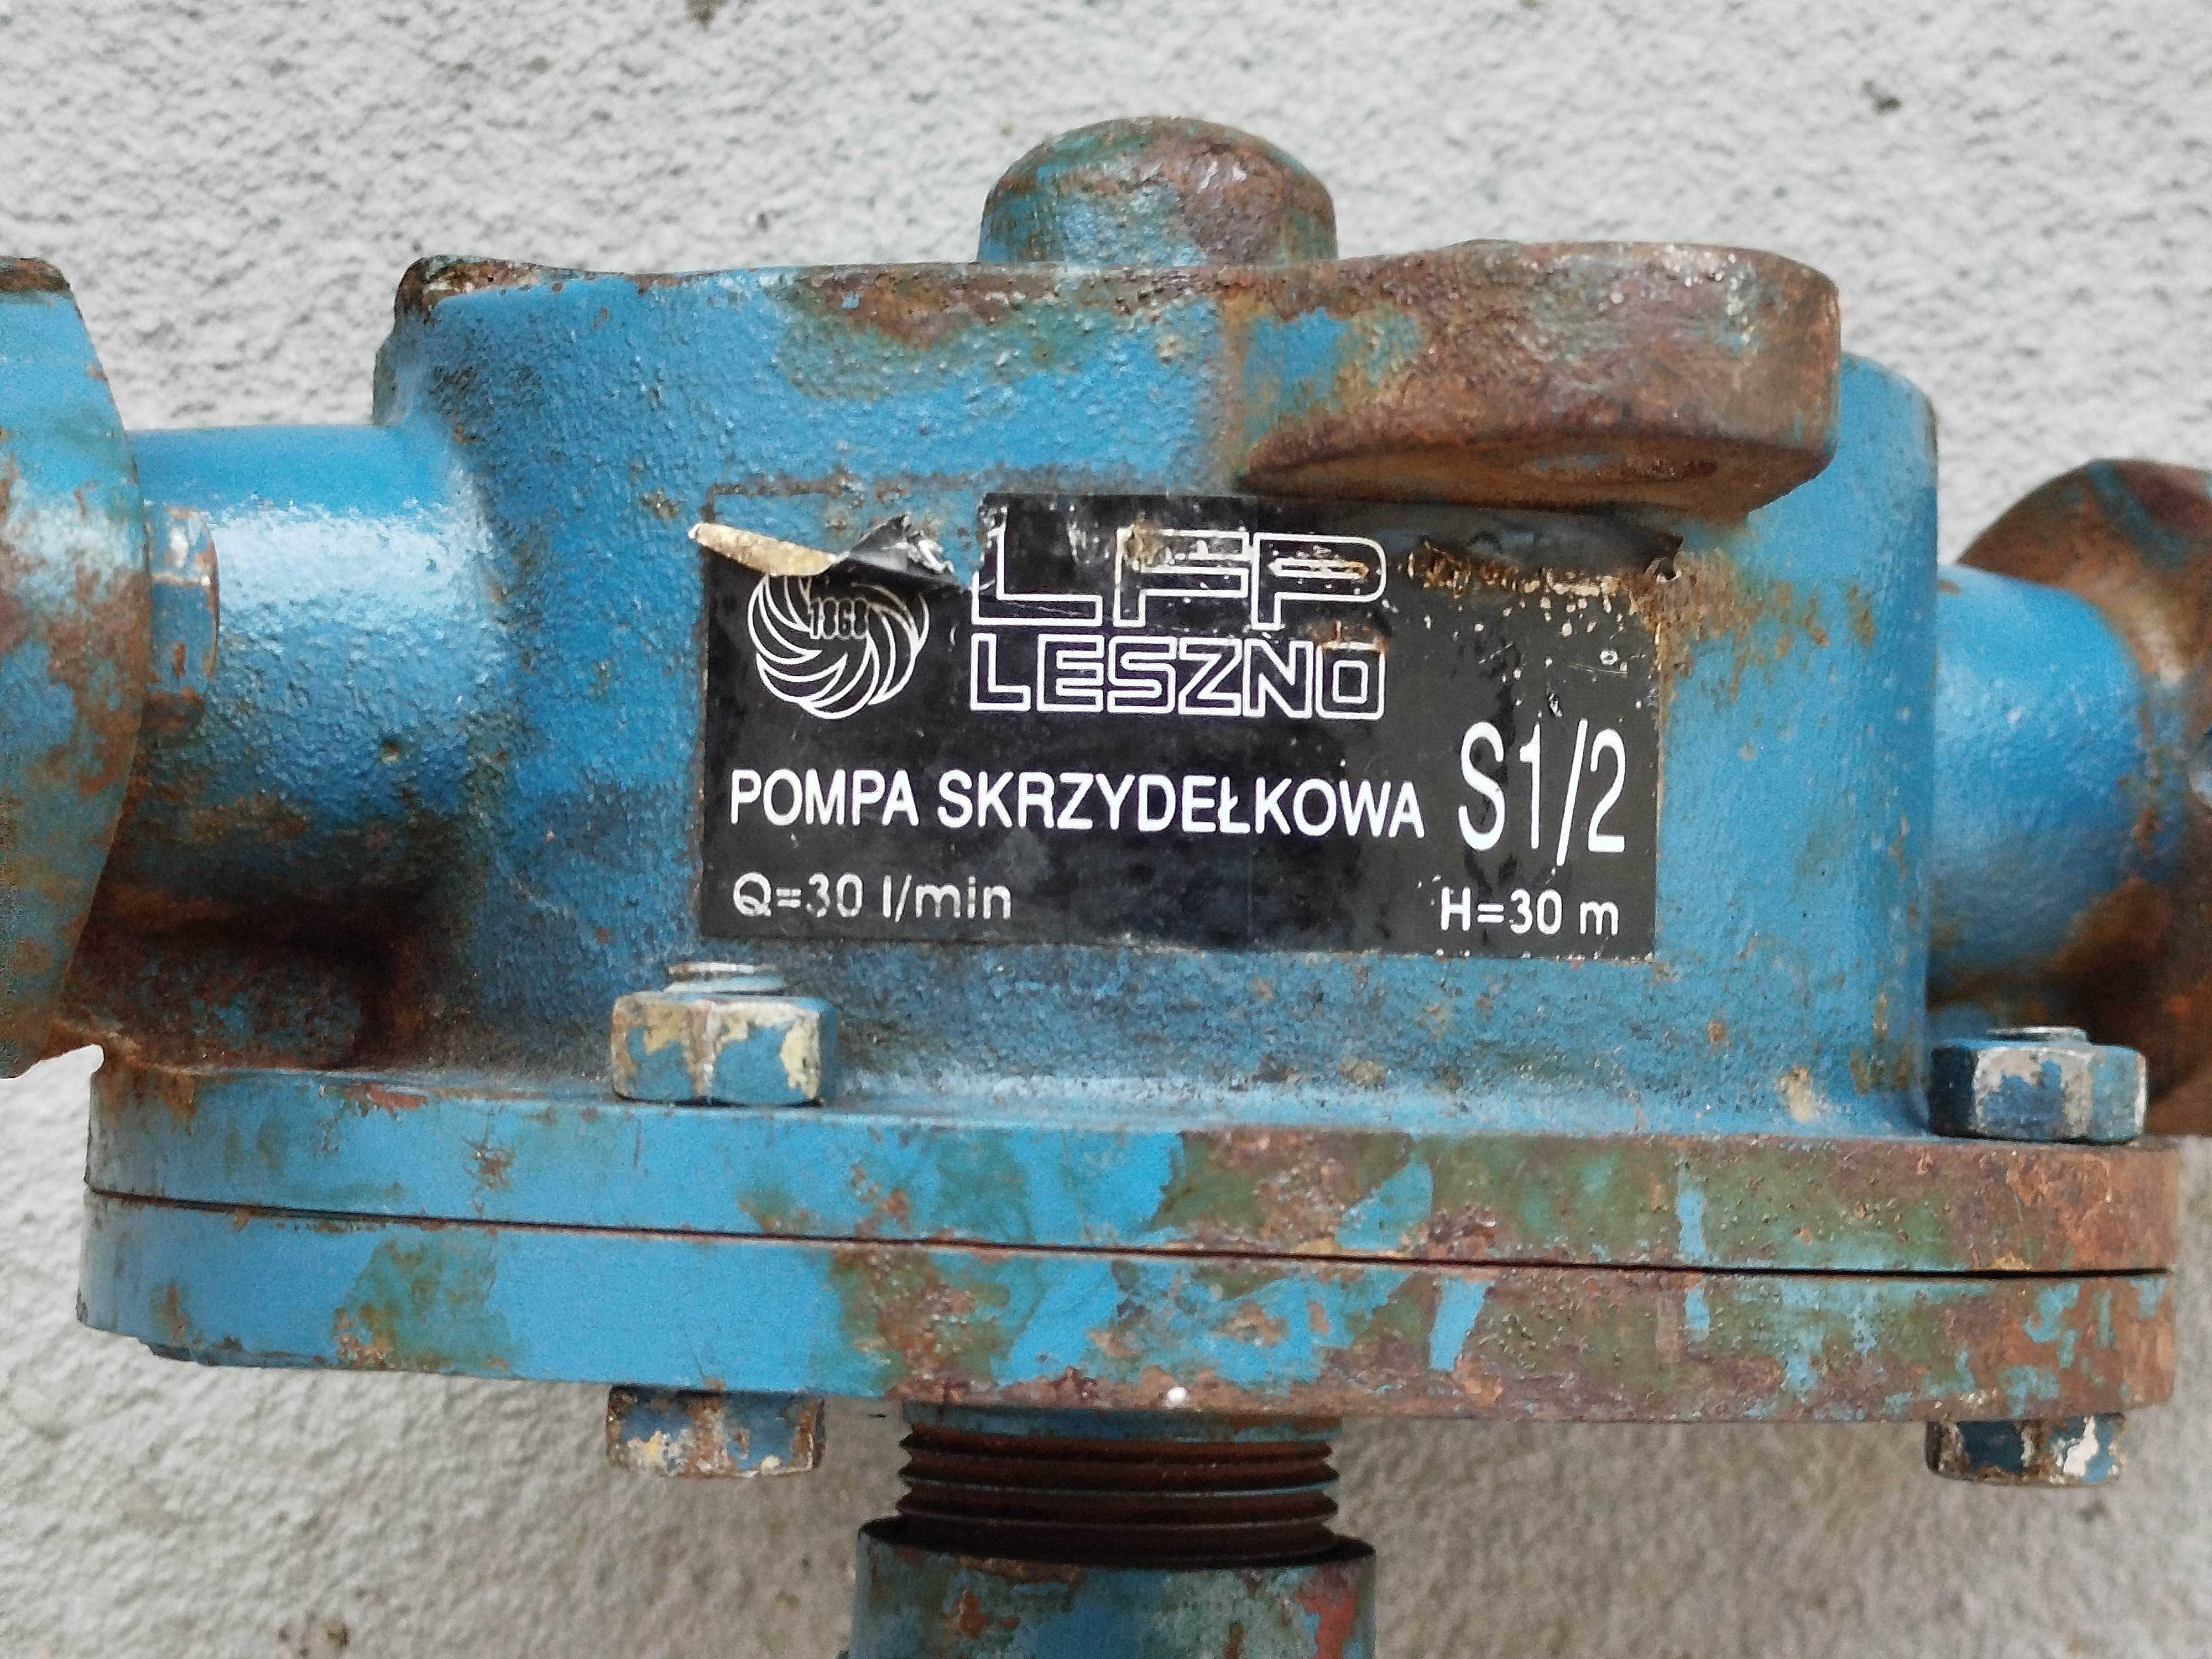 1868
LFP
LESZNO
POMPA SKRZYDEŁKOWA S1/2
Q=30 l/min H=30 m